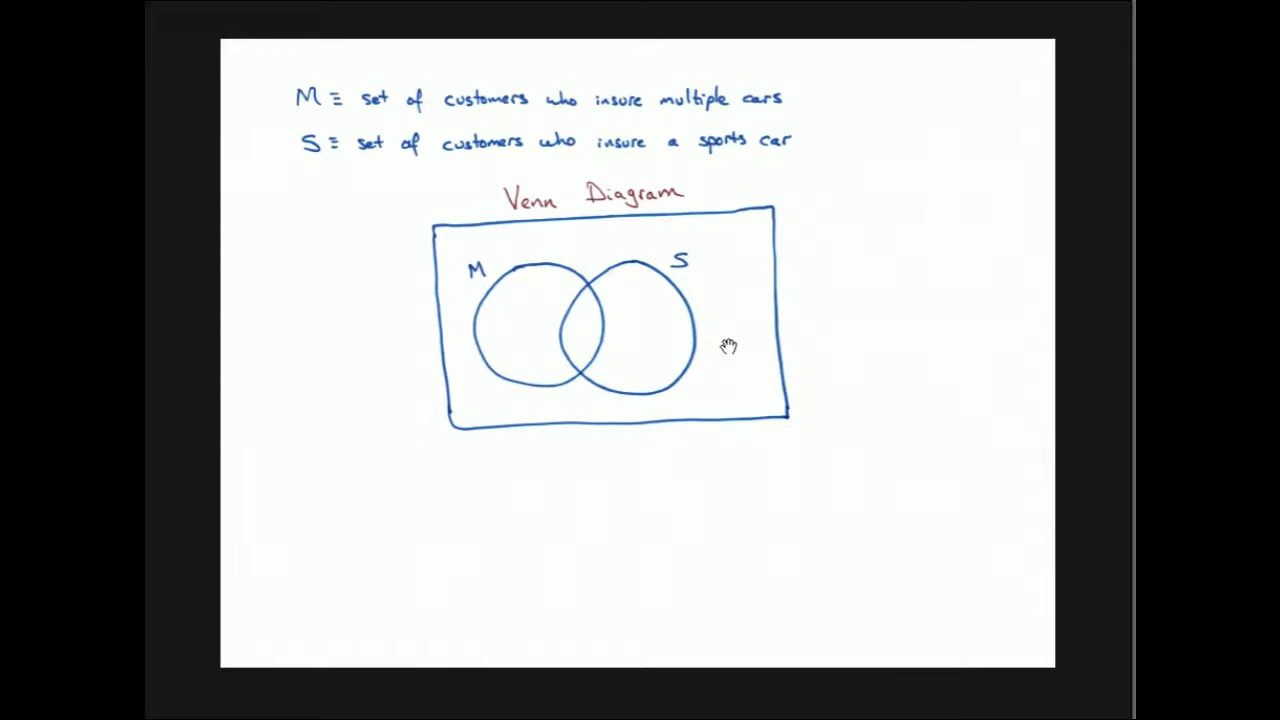 M ≡ set of customers who insure multiple cars
S ≡ set of customers who insure a sports car
Venn Diagram
M
S